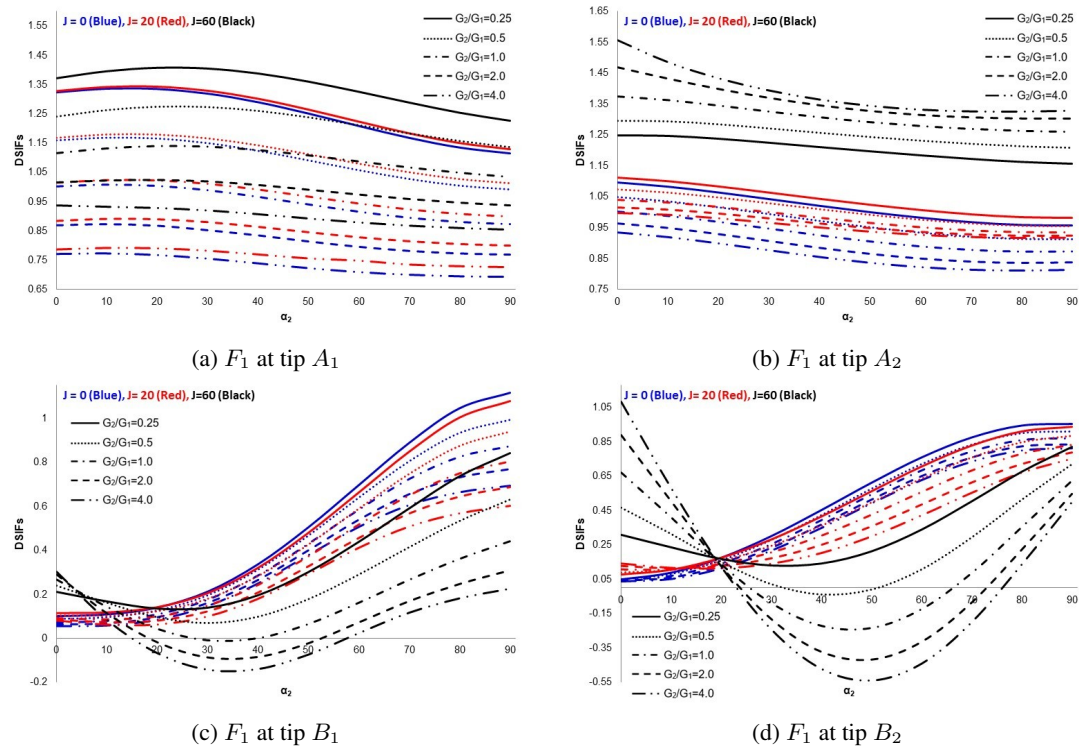 J = 0 (Blue), J= 20 (Red), J=60 (Black)
G₂/G₁=0.25
G₂/G₁=0.5
G₂/G₁=1.0
G₂/G₁=2.0
G₂/G₁=4.0
1.55
1.45
1.35
1.25
1.15
1.05
0.95
0.85
0.75
0.65
DSIFs
0 10 20 30 40 50 60 70 80 90
α₂
(a) F₁ at tip A₁
J = 0 (Blue), J= 20 (Red), J=60 (Black)
G₂/G₁=0.25
G₂/G₁=0.5
G₂/G₁=1.0
G₂/G₁=2.0
G₂/G₁=4.0
1.65
1.55
1.45
1.35
1.25
1.15
1.05
0.95
0.85
0.75
DSIFs
0 10 20 30 40 50 60 70 80 90
α₂
(b) F₁ at tip A₂
J = 0 (Blue), J= 20 (Red), J=60 (Black)
G₂/G₁=0.25
G₂/G₁=0.5
G₂/G₁=1.0
G₂/G₁=2.0
G₂/G₁=4.0
1
0.8
0.6
0.4
0.2
0
-0.2
DSIFs
0 10 20 30 40 50 60 70 80 90
α₂
(c) F₁ at tip B₁
J = 0 (Blue), J= 20 (Red), J=60 (Black)
1.05
0.85
0.65
0.45
0.25
0.05
-0.15
-0.35
-0.55
DSIFs
0 10 20 30 40 50 60 70 80 90
G₂/G₁=0.25
G₂/G₁=0.5
G₂/G₁=1.0
G₂/G₁=2.0
G₂/G₁=4.0
α₂
(d) F₁ at tip B₂